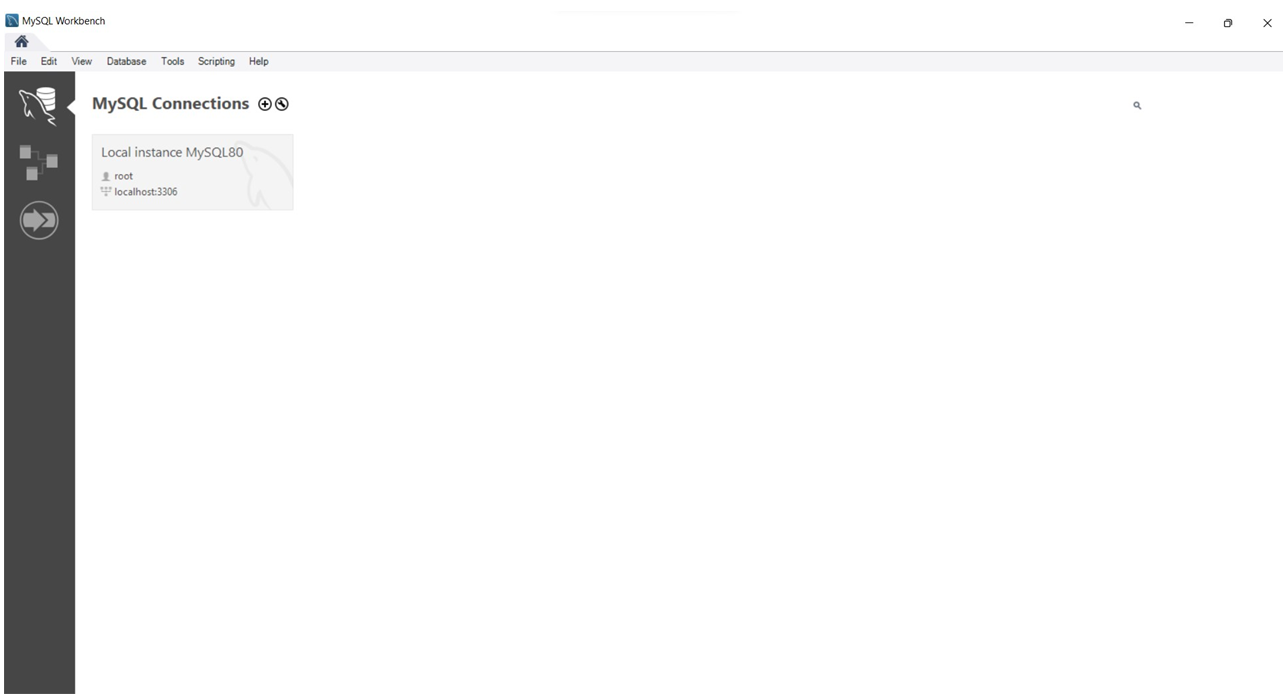 MySQL Workbench
File Edit View Database Tools Scripting Help
MySQL Connections
Local instance MySQL80
root
localhost:3306